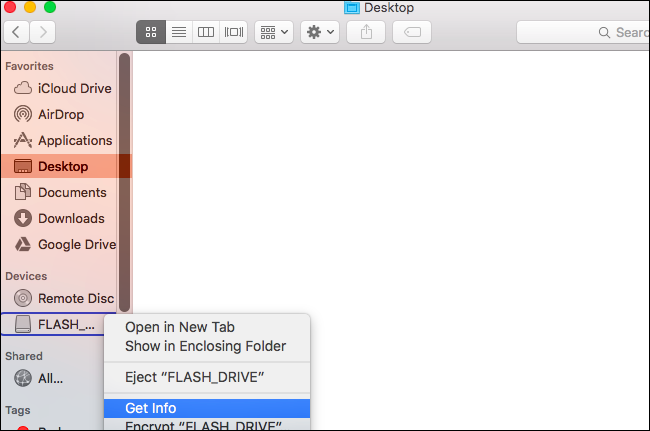 Desktop
Searc
Favorites
iCloud Drive
AirDrop
Applications
Desktop
Documents
Downloads
Google Drive
Devices
Remote Disc
FLASH_...
Open in New Tab
Show in Enclosing Folder
Eject “FLASH_DRIVE”
Get Info
Encrypt “FLASH_DRIVE”
Shared
All...
Tags